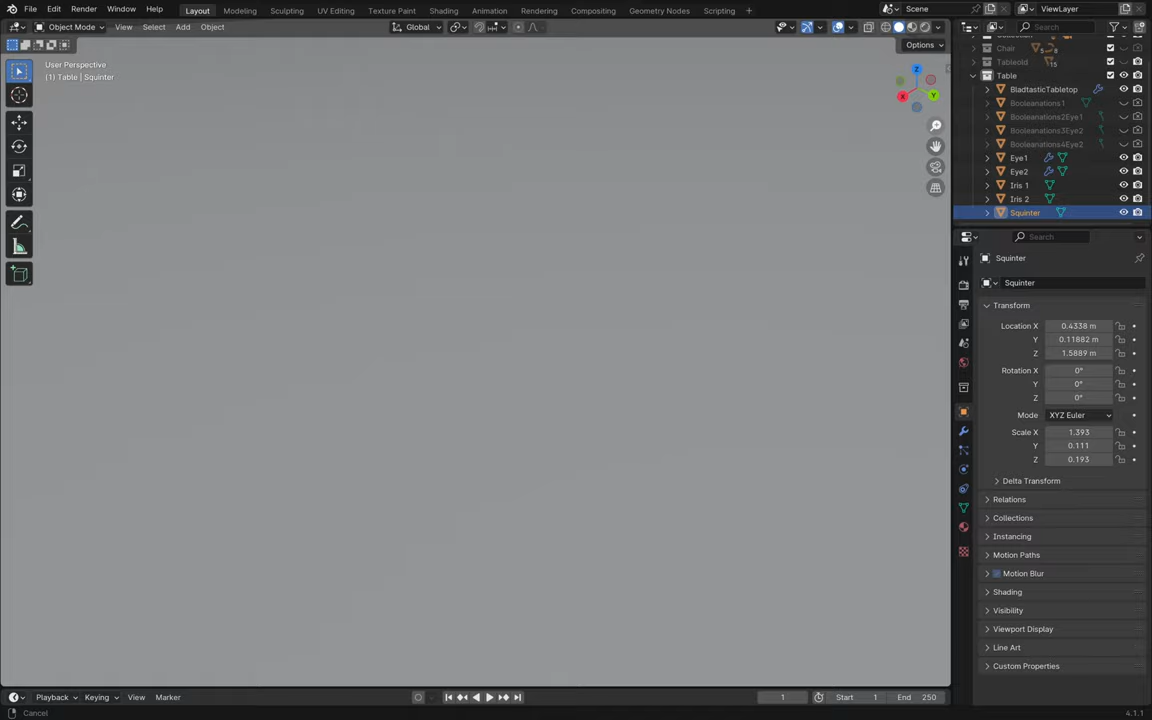 File Edit Render Window Help Layout Modeling Sculpting UV Editing Texture Paint Shading Animation Rendering Compositing Geometry Nodes Scripting + Scene ViewLayer
Object Mode View Select Add Object Global Search
Options
User Perspective
(1) Table | Squinter
Chair 5 8
Tableold 15
Table
BladtasticTabletop
Booleanations1
Booleanations2Eye1
Booleanations3Eye2
Booleanations4Eye2
Eye1
Eye2
Iris 1
Iris 2
Squinter
Search
Squinter
Squinter
Transform
Location X 0.4338 m
Y 0.11882 m
Z 1.5889 m
Rotation X 0°
Y 0°
Z 0°
Mode XYZ Euler
Scale X 1.393
Y 0.111
Z 0.193
Delta Transform
Relations
Collections
Instancing
Motion Paths
Motion Blur
Shading
Visibility
Viewport Display
Line Art
Custom Properties
X Y Z
Playback Keying View Marker 1 Start 1 End 250
Cancel 4.1.1